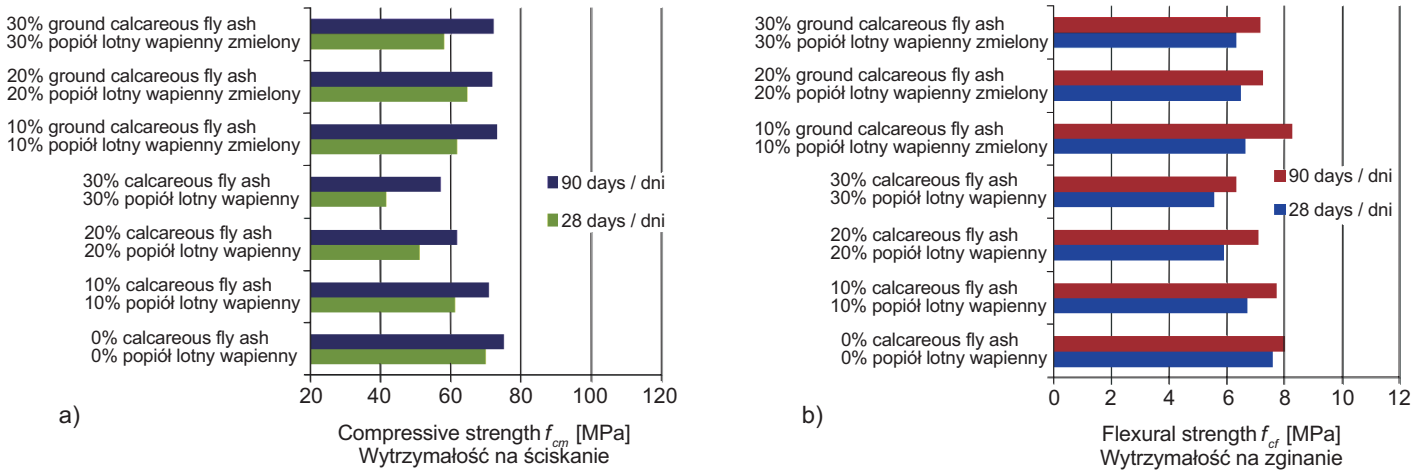 30% ground calcareous fly ash
30% popiół lotny wapienny zmielony
20% ground calcareous fly ash
20% popiół lotny wapienny zmielony
10% ground calcareous fly ash
10% popiół lotny wapienny zmielony
30% calcareous fly ash
30% popiół lotny wapienny
20% calcareous fly ash
20% popiół lotny wapienny
10% calcareous fly ash
10% popiół lotny wapienny
0% calcareous fly ash
0% popiół lotny wapienny
90 days / dni
28 days / dni
20 40 60 80 100 120
a)
Compressive strength f_cm [MPa]
Wytrzymałość na ściskanie
30% ground calcareous fly ash
30% popiół lotny wapienny zmielony
20% ground calcareous fly ash
20% popiół lotny wapienny zmielony
10% ground calcareous fly ash
10% popiół lotny wapienny zmielony
30% calcareous fly ash
30% popiół lotny wapienny
20% calcareous fly ash
20% popiół lotny wapienny
10% calcareous fly ash
10% popiół lotny wapienny
0% calcareous fly ash
0% popiół lotny wapienny
90 days / dni
28 days / dni
0 2 4 6 8 10 12
b)
Flexural strength f_cf [MPa]
Wytrzymałość na zginanie